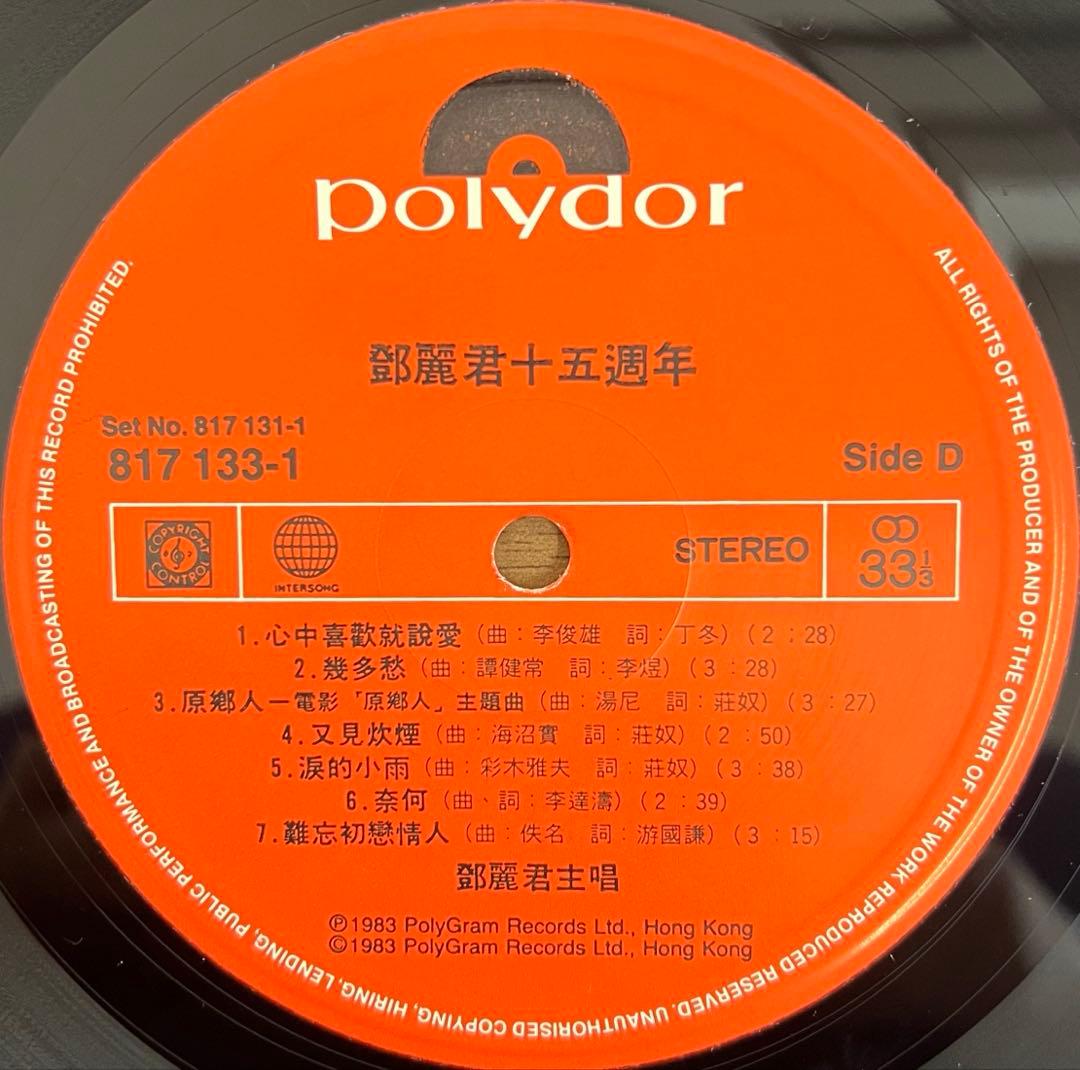 polydor
鄧麗君十五週年
Set No. 817 131-1
817 133-1
Side D
COPYRIGHT CONTROL
INTERSONG
STEREO
33 1/3
1.心中喜歡就說愛(曲:李俊雄 詞:丁冬)(2:28)
2.幾多愁(曲:譚健常 詞:李煜)(3:28)
3.原鄉人—電影「原鄉人」主題曲(曲:湯尼 詞:莊奴)(3:27)
4.又見炊煙(曲:海沼實 詞:莊奴)(2:50)
5.淚的小雨(曲:彩木雅夫 詞:莊奴)(3:38)
6.奈何(曲、詞:李達濤)(2:39)
7.難忘初戀情人(曲:佚名 詞:游國謙)(3:15)
鄧麗君主唱
℗1983 PolyGram Records Ltd., Hong Kong
©1983 PolyGram Records Ltd., Hong Kong
ALL RIGHTS OF THE PRODUCER AND OF THE OWNER OF THE WORK REPRODUCED RESERVED. UNAUTHORISED COPYING, HIRING, LENDING, PUBLIC PERFORMANCE AND BROADCASTING OF THIS RECORD PROHIBITED.